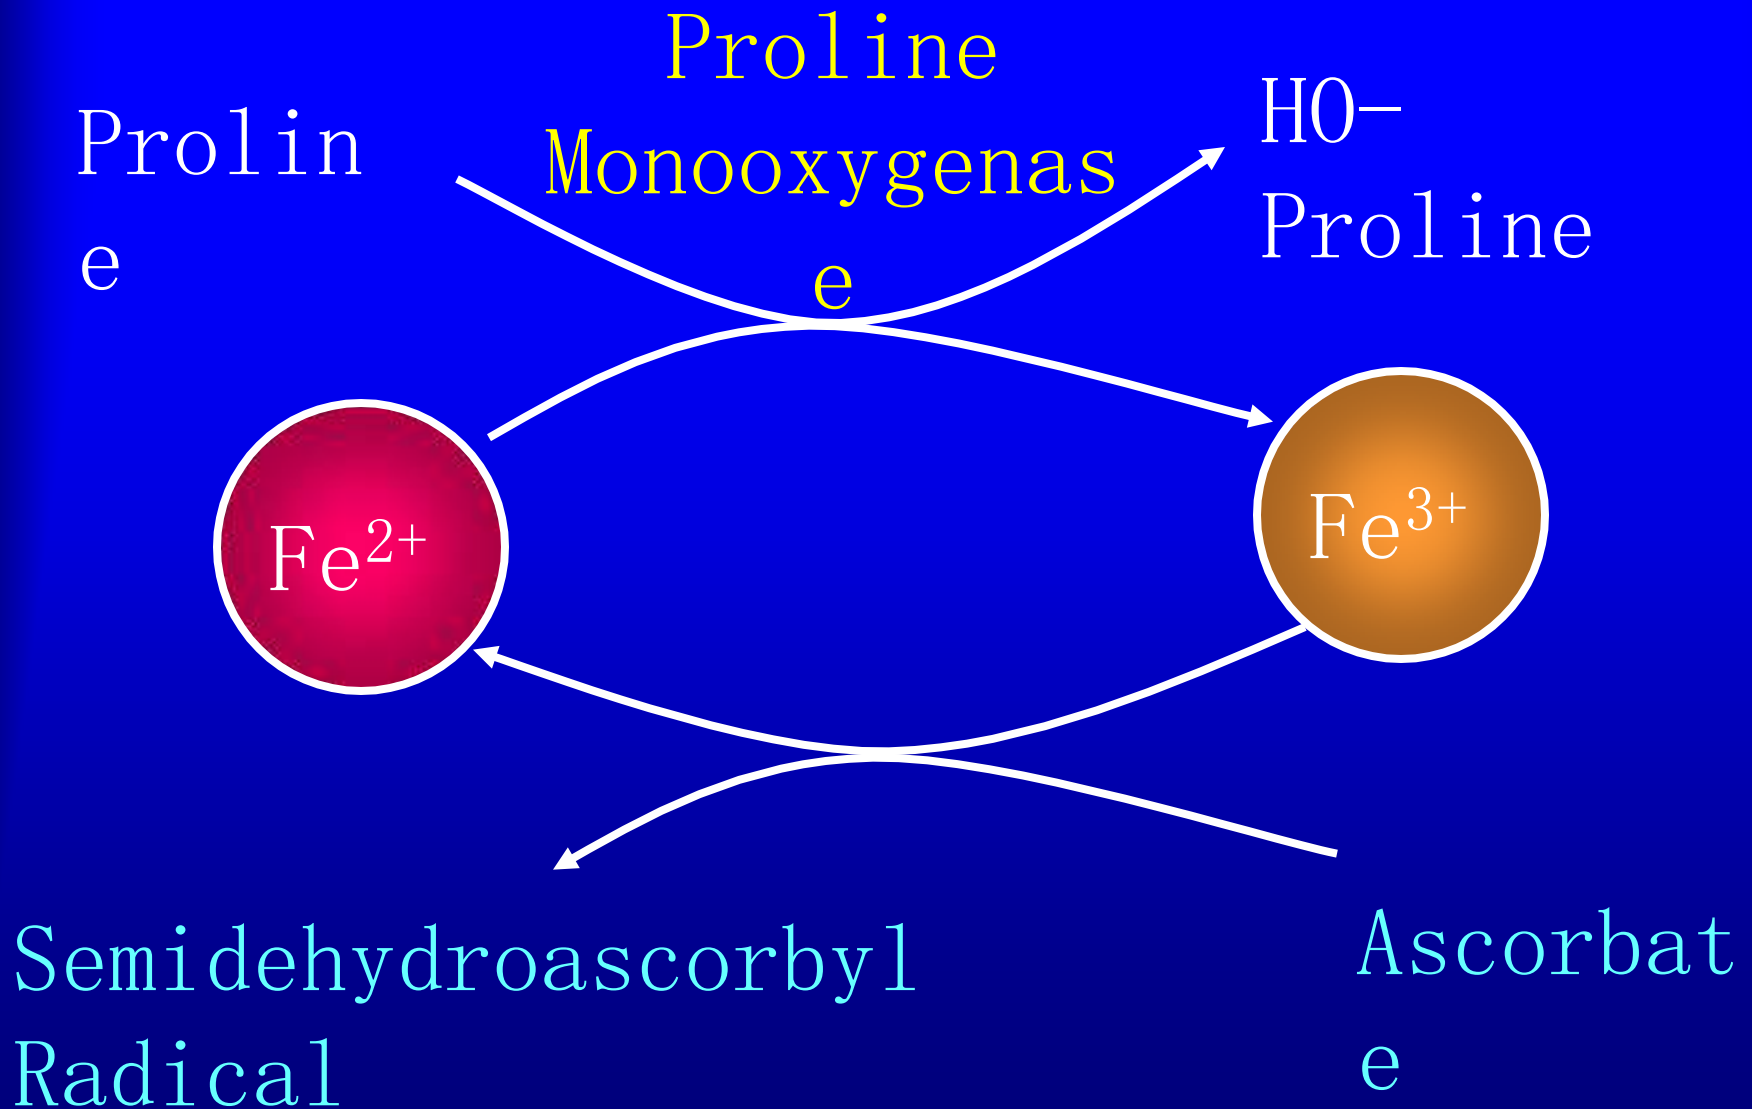 Proline
Monooxygenas
e
Prolin
e
HO-
Proline
Fe2+
Fe3+
Semidehydroascorbyl
Radical
Ascorbat
e